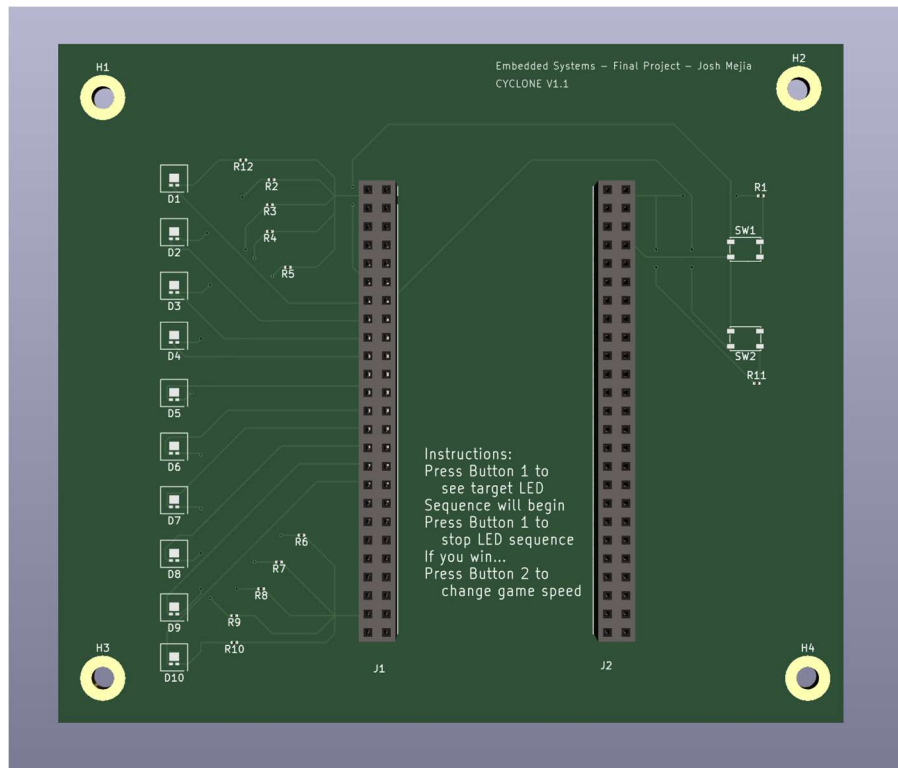 H1
H2
Embedded Systems – Final Project – Josh Mejia
CYCLONE V1.1
R12
D1
R2
R1
R3
R4
SW1
D2
R5
D3
D4
SW2
R11
D5
D6
Instructions:
Press Button 1 to
see target LED
Sequence will begin
Press Button 1 to
stop LED sequence
If you win...
Press Button 2 to
change game speed
D7
R6
D8
R7
R8
D9
R9
R10
H3
H4
D10
J1
J2